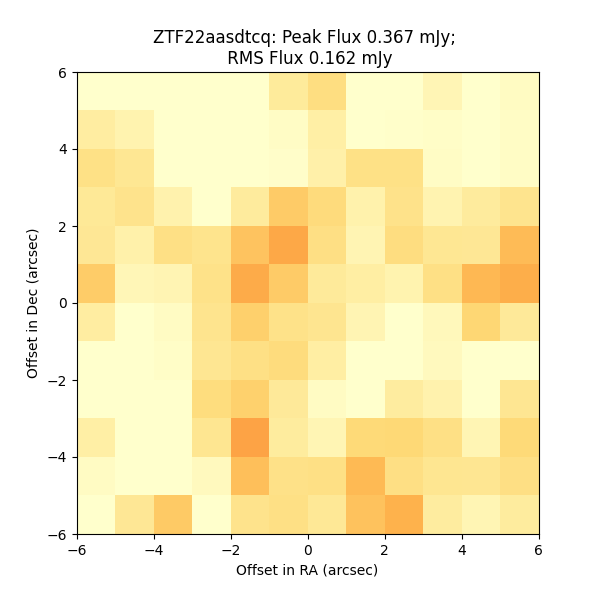 ZTF22aasdtcq: Peak Flux 0.367 mJy;
RMS Flux 0.162 mJy
6
4
2
0
−2
−4
−6
Offset in Dec (arcsec)
−6 −4 −2 0 2 4 6
Offset in RA (arcsec)